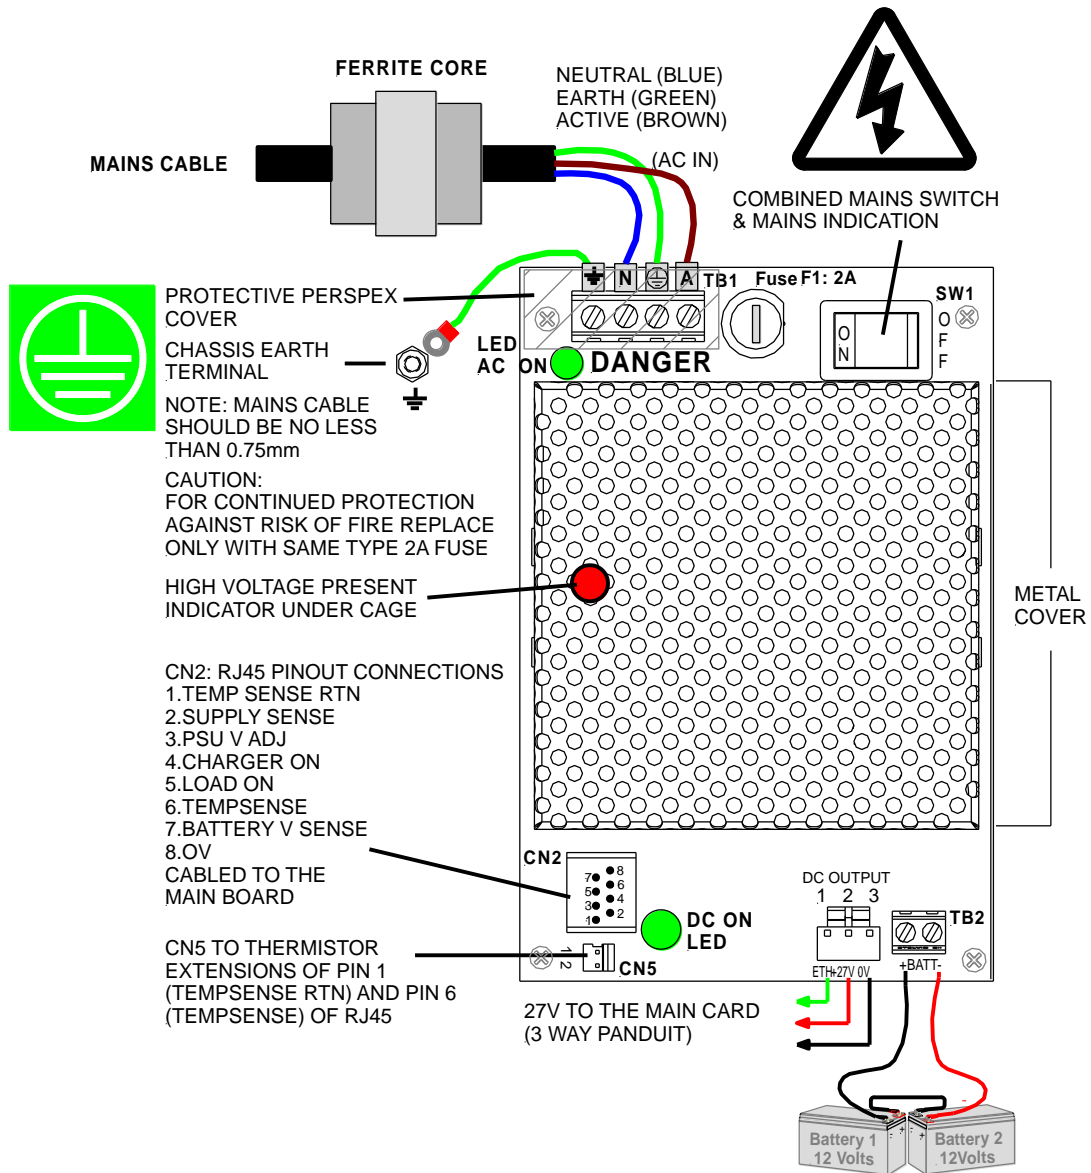 FERRITE CORE
NEUTRAL (BLUE)
EARTH (GREEN)
ACTIVE (BROWN)
MAINS CABLE
(AC IN)
COMBINED MAINS SWITCH
& MAINS INDICATION
N
A
TB1
Fuse F1: 2A
SW1
ON
OFF
PROTECTIVE PERSPEX
COVER
LED
AC ON
DANGER
CHASSIS EARTH
TERMINAL
NOTE: MAINS CABLE
SHOULD BE NO LESS
THAN 0.75mm
CAUTION:
FOR CONTINUED PROTECTION
AGAINST RISK OF FIRE REPLACE
ONLY WITH SAME TYPE 2A FUSE
HIGH VOLTAGE PRESENT
INDICATOR UNDER CAGE
METAL
COVER
CN2: RJ45 PINOUT CONNECTIONS
1.TEMP SENSE RTN
2.SUPPLY SENSE
3.PSU V ADJ
4.CHARGER ON
5.LOAD ON
6.TEMPSENSE
7.BATTERY V SENSE
8.OV
CABLED TO THE
MAIN BOARD
CN2
7 8
5 6
3 4
1 2
DC ON
LED
DC OUTPUT
1 2 3
TB2
CN5 TO THERMISTOR
EXTENSIONS OF PIN 1
(TEMPSENSE RTN) AND PIN 6
(TEMPSENSE) OF RJ45
1 2
CN5
ETH +27V 0V
+BATT-
27V TO THE MAIN CARD
(3 WAY PANDUIT)
- +
- +
-
Battery 1
12 Volts
Battery 2
12Volts